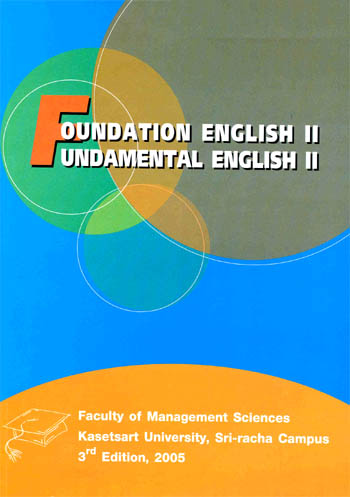 FOUNDATION ENGLISH II
FUNDAMENTAL ENGLISH II
Faculty of Management Sciences
Kasetsart University, Sri-racha Campus
3rd Edition, 2005